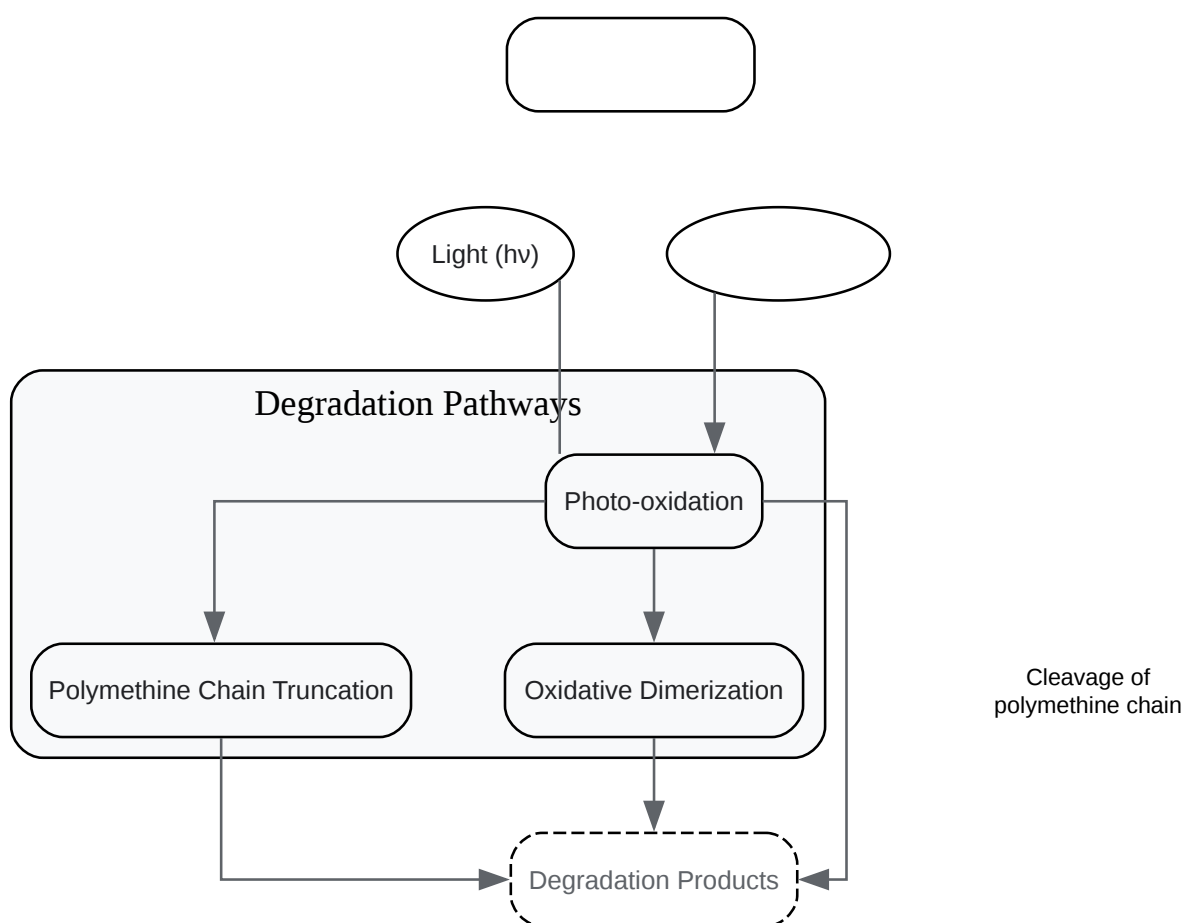 Light (hν)
Degradation Pathways
Photo-oxidation
Polymethine Chain Truncation
Oxidative Dimerization
Cleavage of
polymethine chain
Degradation Products